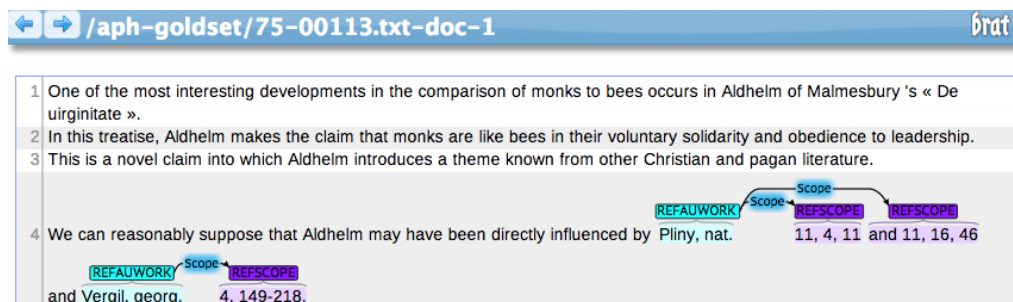 /aph-goldset/75-00113.txt-doc-1 brat
1 One of the most interesting developments in the comparison of monks to bees occurs in Aldhelm of Malmesbury 's « De
uirginitate ».
2 In this treatise, Aldhelm makes the claim that monks are like bees in their voluntary solidarity and obedience to leadership.
3 This is a novel claim into which Aldhelm introduces a theme known from other Christian and pagan literature.
Scope
REFAUWORK Scope REFSCOPE REFSCOPE
4 We can reasonably suppose that Aldhelm may have been directly influenced by Pliny, nat. 11, 4, 11 and 11, 16, 46
REFAUWORK Scope REFSCOPE
and Vergil, georg. 4, 149-218.